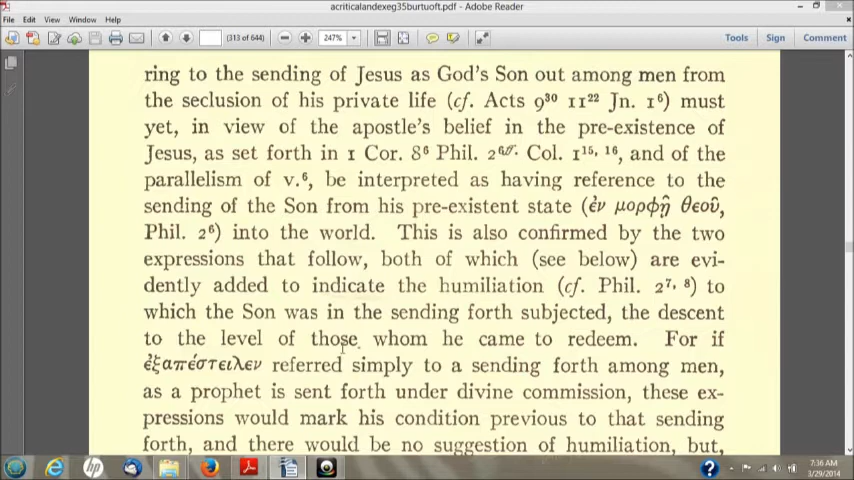 acriticalandexeg35burtuoft.pdf - Adobe Reader
File Edit View Window Help
(313 of 644) 247% Tools Sign Comment
ring to the sending of Jesus as God's Son out among men from
the seclusion of his private life (cf. Acts 9³⁰ 11²² Jn. 1⁶) must
yet, in view of the apostle's belief in the pre-existence of
Jesus, as set forth in 1 Cor. 8⁶ Phil. 2⁶ᶠᶠ· Col. 1¹⁵, ¹⁶, and of the
parallelism of v.⁶, be interpreted as having reference to the
sending of the Son from his pre-existent state (ἐν μορφῇ θεοῦ,
Phil. 2⁶) into the world. This is also confirmed by the two
expressions that follow, both of which (see below) are evi-
dently added to indicate the humiliation (cf. Phil. 2⁷, ⁸) to
which the Son was in the sending forth subjected, the descent
to the level of those whom he came to redeem. For if
ἐξαπέστειλεν referred simply to a sending forth among men,
as a prophet is sent forth under divine commission, these ex-
pressions would mark his condition previous to that sending
forth, and there would be no suggestion of humiliation, but,
7:36 AM
3/29/2014